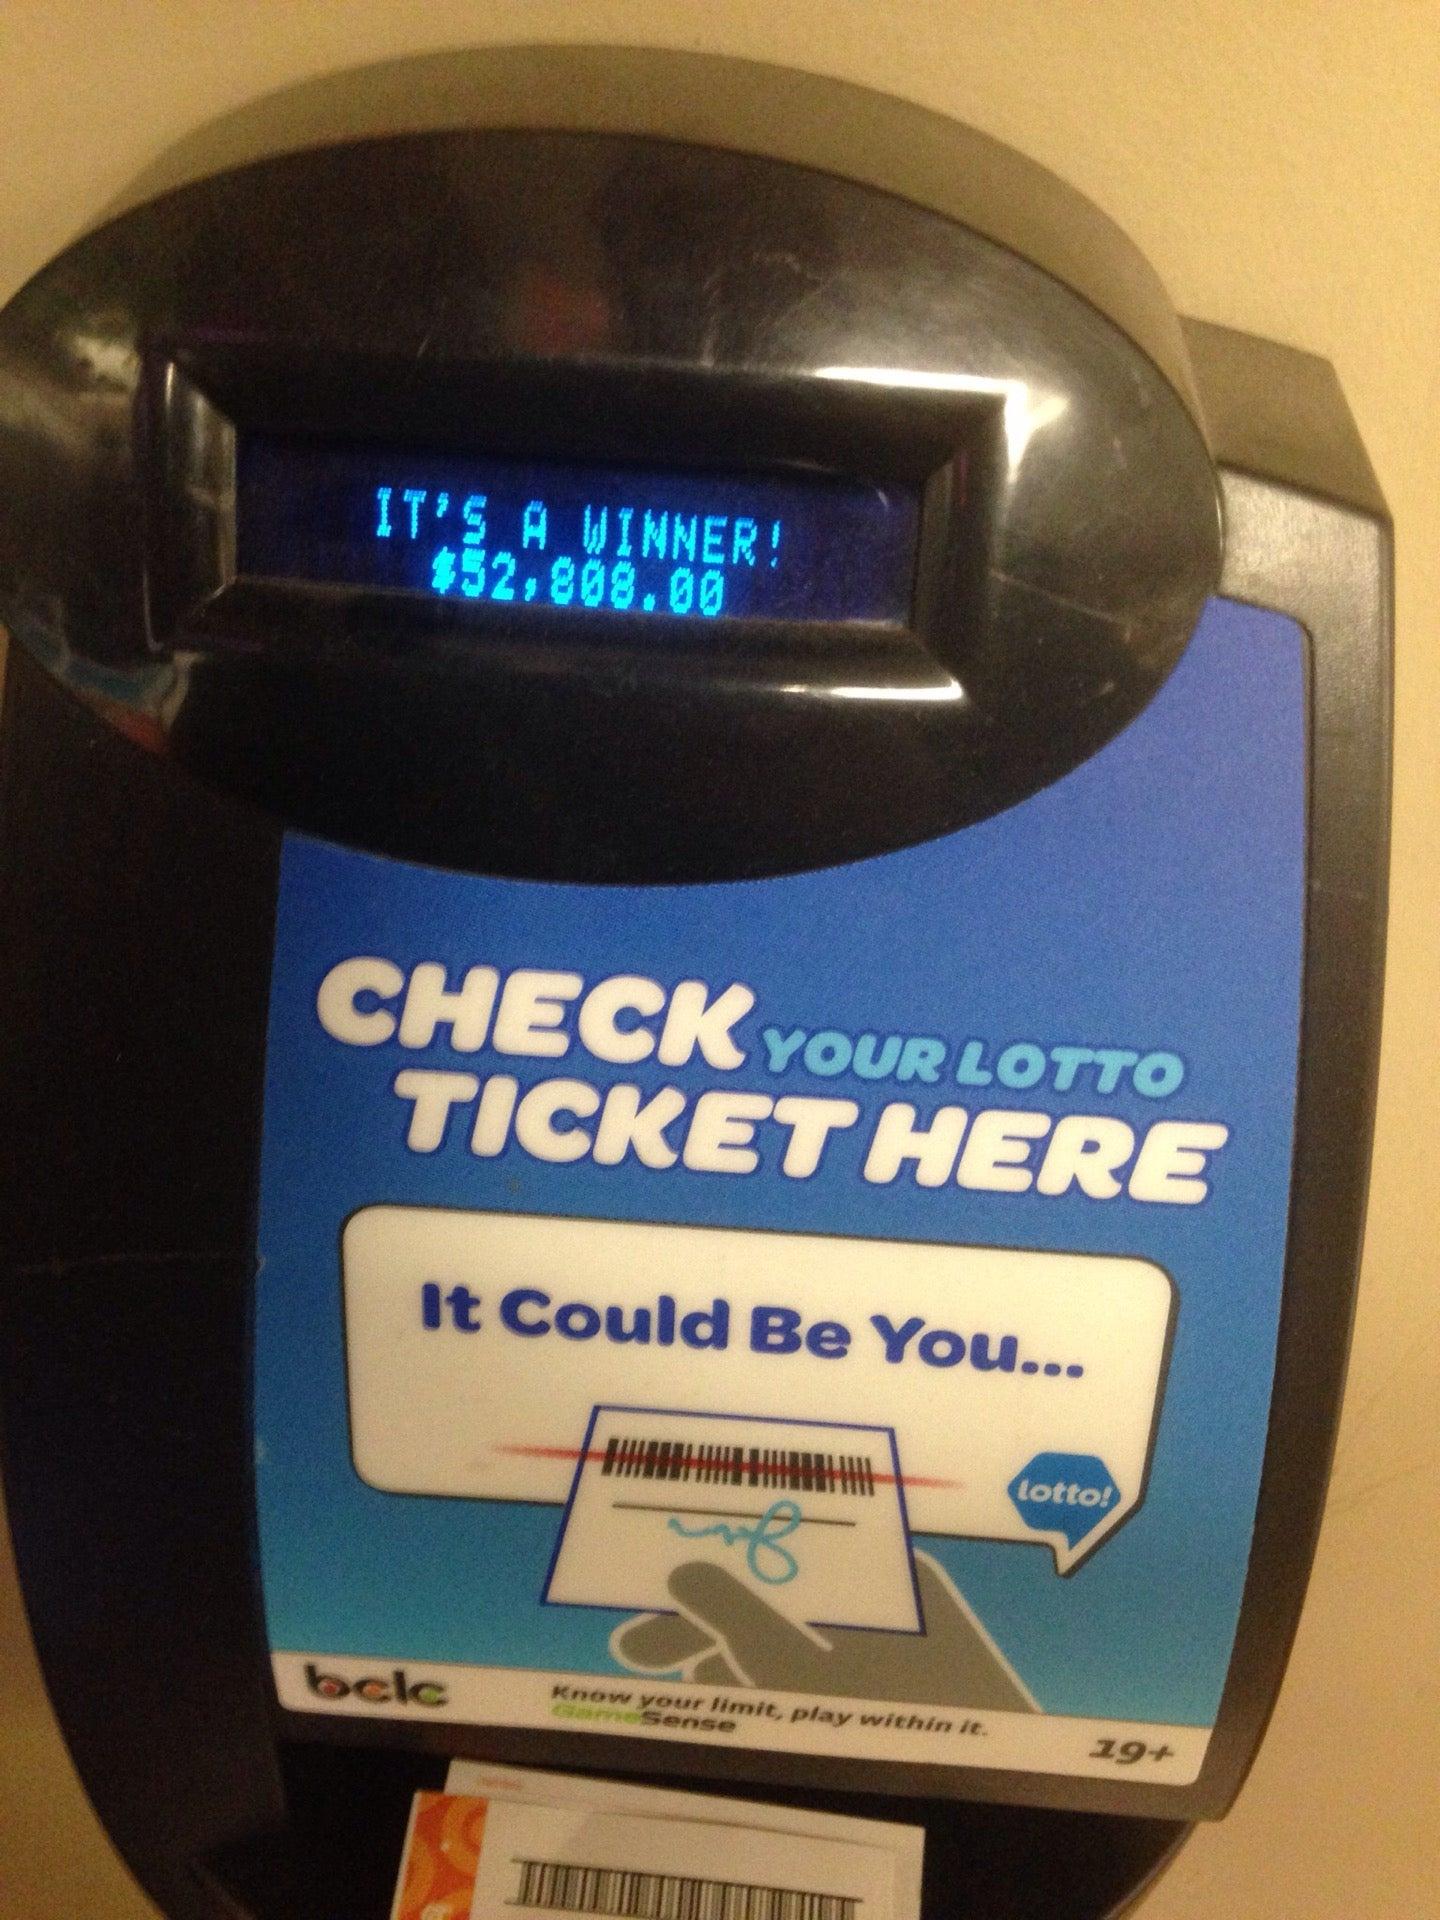 IT'S A WINNER!
$52,808.00
CHECK YOUR LOTTO
TICKET HERE
It Could Be You...
lotto!
bclc
Know your limit, play within it.
GameSense
19+